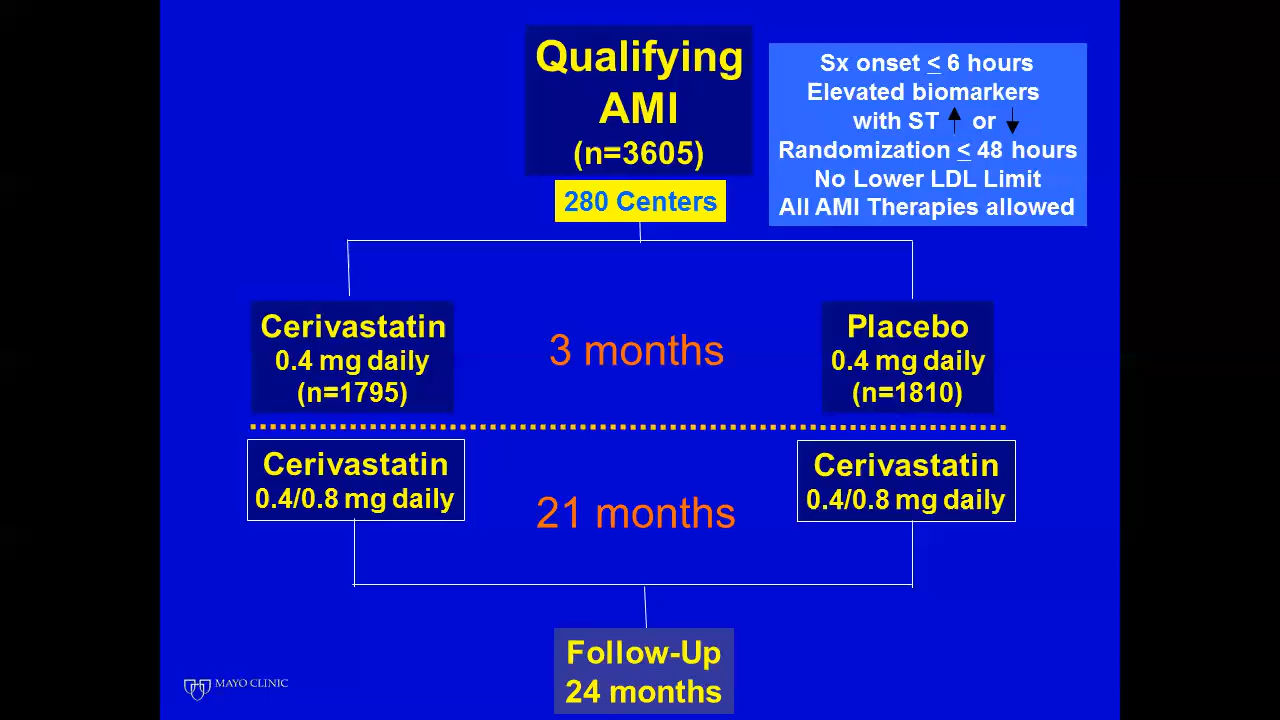 Qualifying
AMI
(n=3605)
280 Centers
Sx onset ≤ 6 hours
Elevated biomarkers
with ST ↑ or ↓
Randomization ≤ 48 hours
No Lower LDL Limit
All AMI Therapies allowed
Cerivastatin
0.4 mg daily
(n=1795)
3 months
Placebo
0.4 mg daily
(n=1810)
Cerivastatin
0.4/0.8 mg daily
21 months
Cerivastatin
0.4/0.8 mg daily
Follow-Up
24 months
MAYO CLINIC